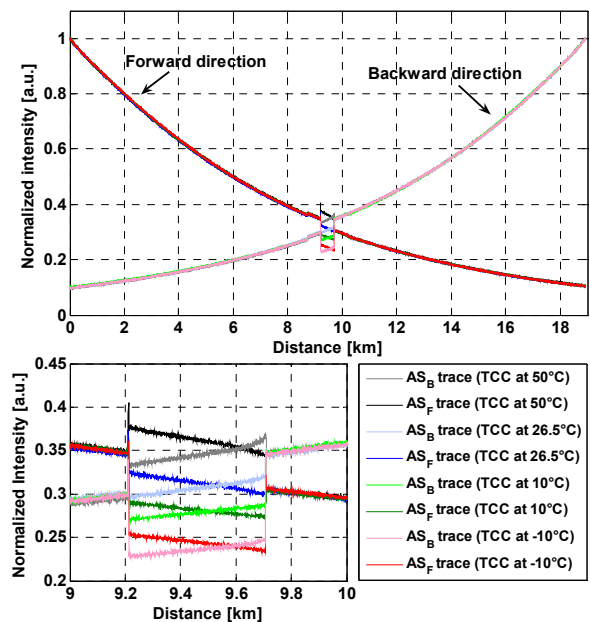 Normalized intensity [a.u.]
1
0.8
0.6
0.4
0.2
0
Forward direction
Backward direction
0 2 4 6 8 10 12 14 16 18
Distance [km]
Normalized Intensity [a.u.]
0.45
0.4
0.35
0.3
0.25
0.2
9 9.2 9.4 9.6 9.8 10
Distance [km]
AS_B trace (TCC at 50°C)
AS_F trace (TCC at 50°C)
AS_B trace (TCC at 26.5°C)
AS_F trace (TCC at 26.5°C)
AS_B trace (TCC at 10°C)
AS_F trace (TCC at 10°C)
AS_B trace (TCC at -10°C)
AS_F trace (TCC at -10°C)